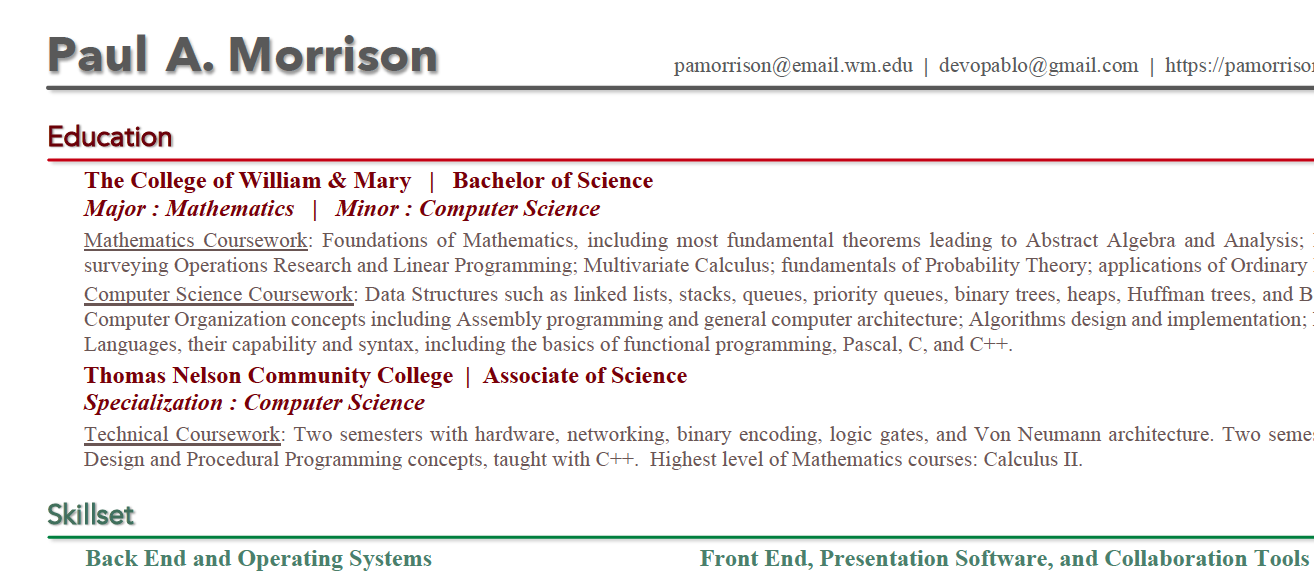 Paul A. Morrison
pamorrison@email.wm.edu | devopablo@gmail.com | https://pamorriso
Education
The College of William & Mary | Bachelor of Science
Major : Mathematics | Minor : Computer Science
Mathematics Coursework: Foundations of Mathematics, including most fundamental theorems leading to Abstract Algebra and Analysis;
surveying Operations Research and Linear Programming; Multivariate Calculus; fundamentals of Probability Theory; applications of Ordinary
Computer Science Coursework: Data Structures such as linked lists, stacks, queues, priority queues, binary trees, heaps, Huffman trees, and B
Computer Organization concepts including Assembly programming and general computer architecture; Algorithms design and implementation;
Languages, their capability and syntax, including the basics of functional programming, Pascal, C, and C++.
Thomas Nelson Community College | Associate of Science
Specialization : Computer Science
Technical Coursework: Two semesters with hardware, networking, binary encoding, logic gates, and Von Neumann architecture. Two seme
Design and Procedural Programming concepts, taught with C++. Highest level of Mathematics courses: Calculus II.
Skillset
Back End and Operating Systems
Front End, Presentation Software, and Collaboration Tools